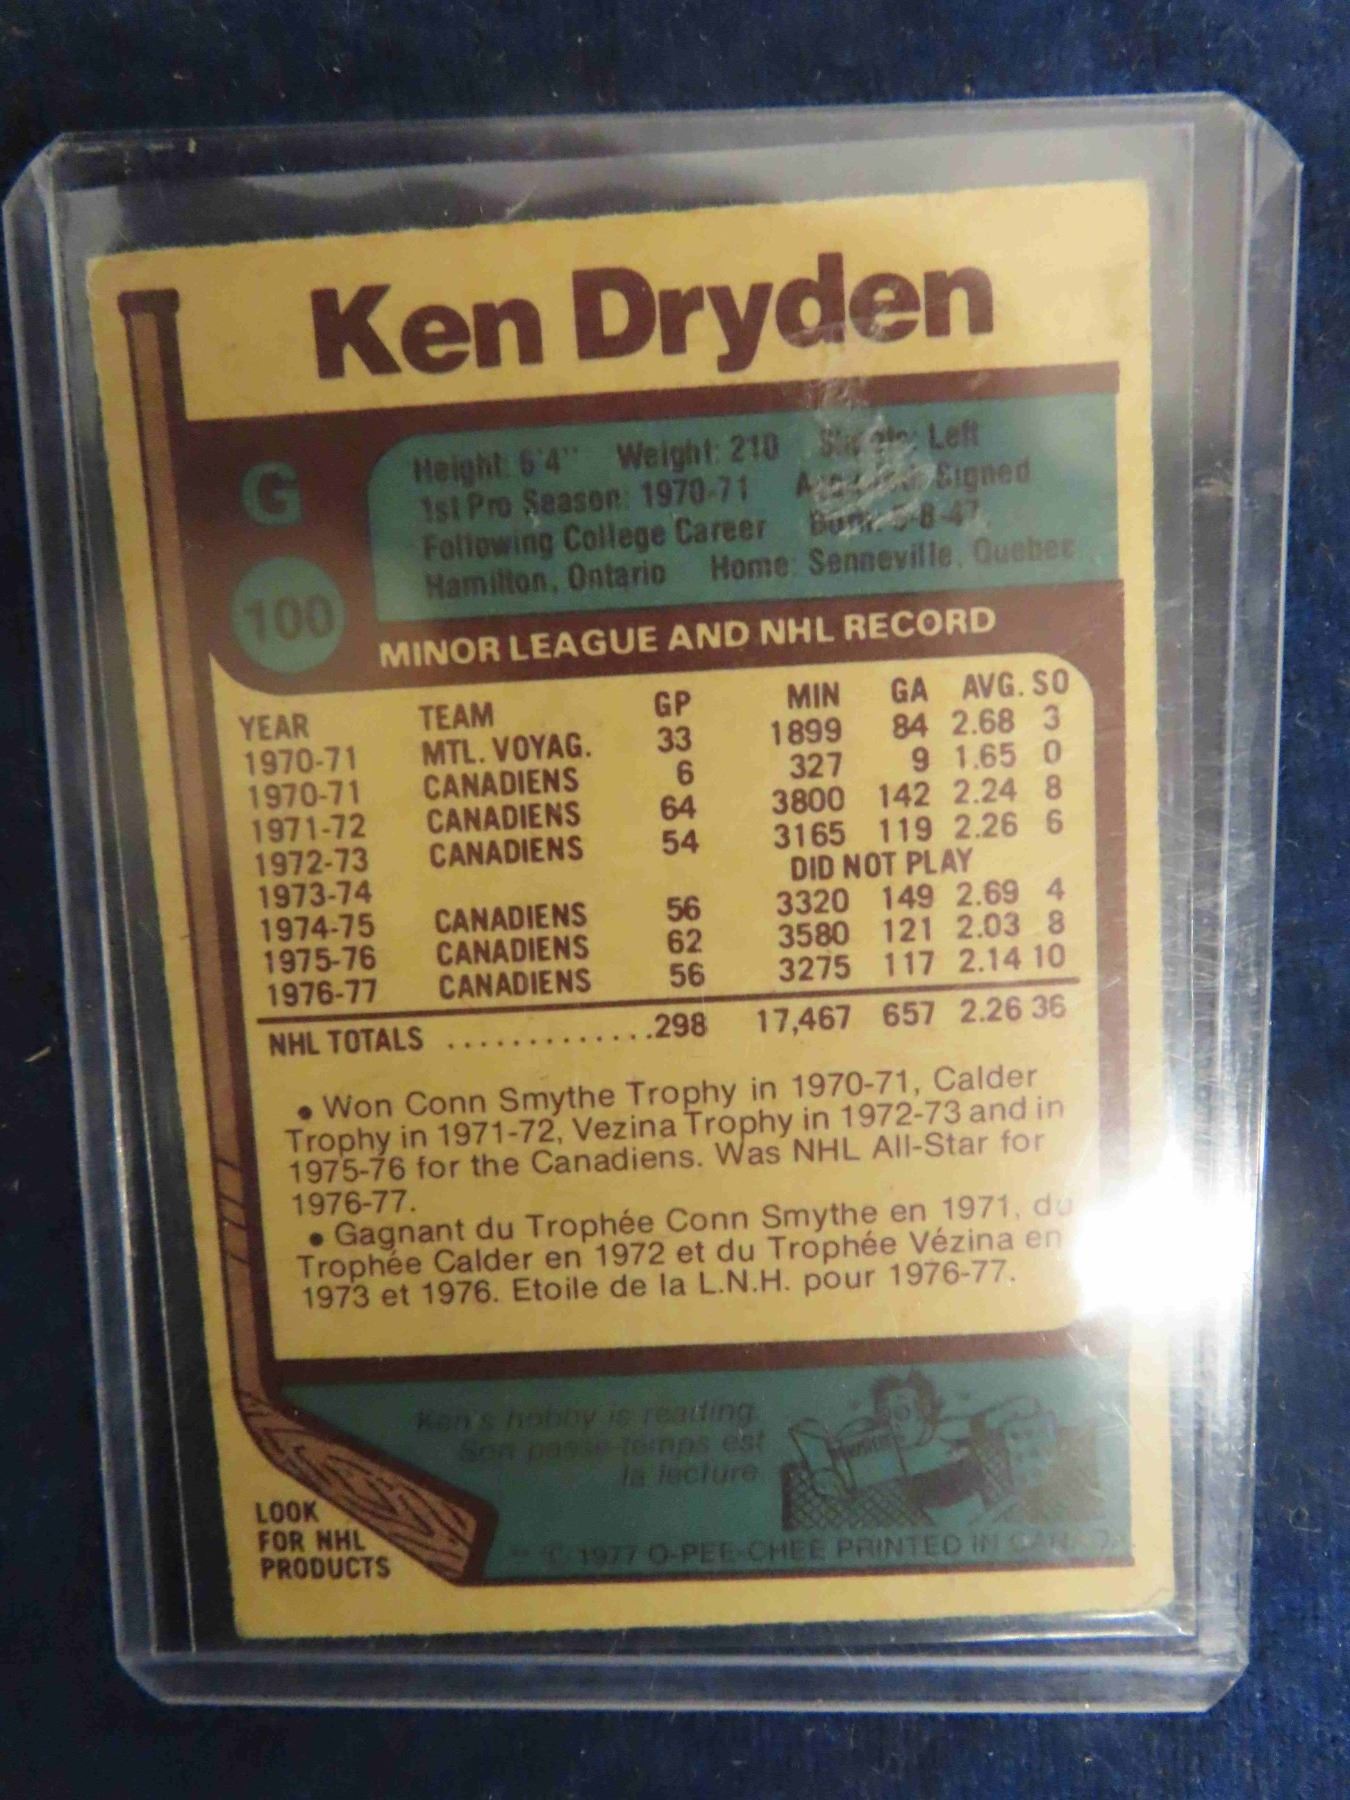 Ken Dryden
G
Height: 6'4" Weight: 210 Shoots: Left
1st Pro Season: 1970-71 Signed
Following College Career Born: 8-8-47
Hamilton, Ontario Home: Senneville, Quebec
100
MINOR LEAGUE AND NHL RECORD
YEAR TEAM GP MIN GA AVG. SO
1970-71 MTL. VOYAG. 33 1899 84 2.68 3
1970-71 CANADIENS 6 327 9 1.65 0
1971-72 CANADIENS 64 3800 142 2.24 8
1972-73 CANADIENS 54 3165 119 2.26 6
1973-74 DID NOT PLAY
1974-75 CANADIENS 56 3320 149 2.69 4
1975-76 CANADIENS 62 3580 121 2.03 8
1976-77 CANADIENS 56 3275 117 2.14 10
NHL TOTALS .............298 17,467 657 2.26 36
• Won Conn Smythe Trophy in 1970-71, Calder
Trophy in 1971-72, Vezina Trophy in 1972-73 and in
1975-76 for the Canadiens. Was NHL All-Star for
1976-77.
• Gagnant du Trophée Conn Smythe en 1971, du
Trophée Calder en 1972 et du Trophée Vézina en
1973 et 1976. Etoile de la L.N.H. pour 1976-77.
Ken's hobby is reading.
Son passe-temps est
la lecture.
LOOK
FOR NHL
PRODUCTS
© 1977 O-PEE-CHEE PRINTED IN CANADA